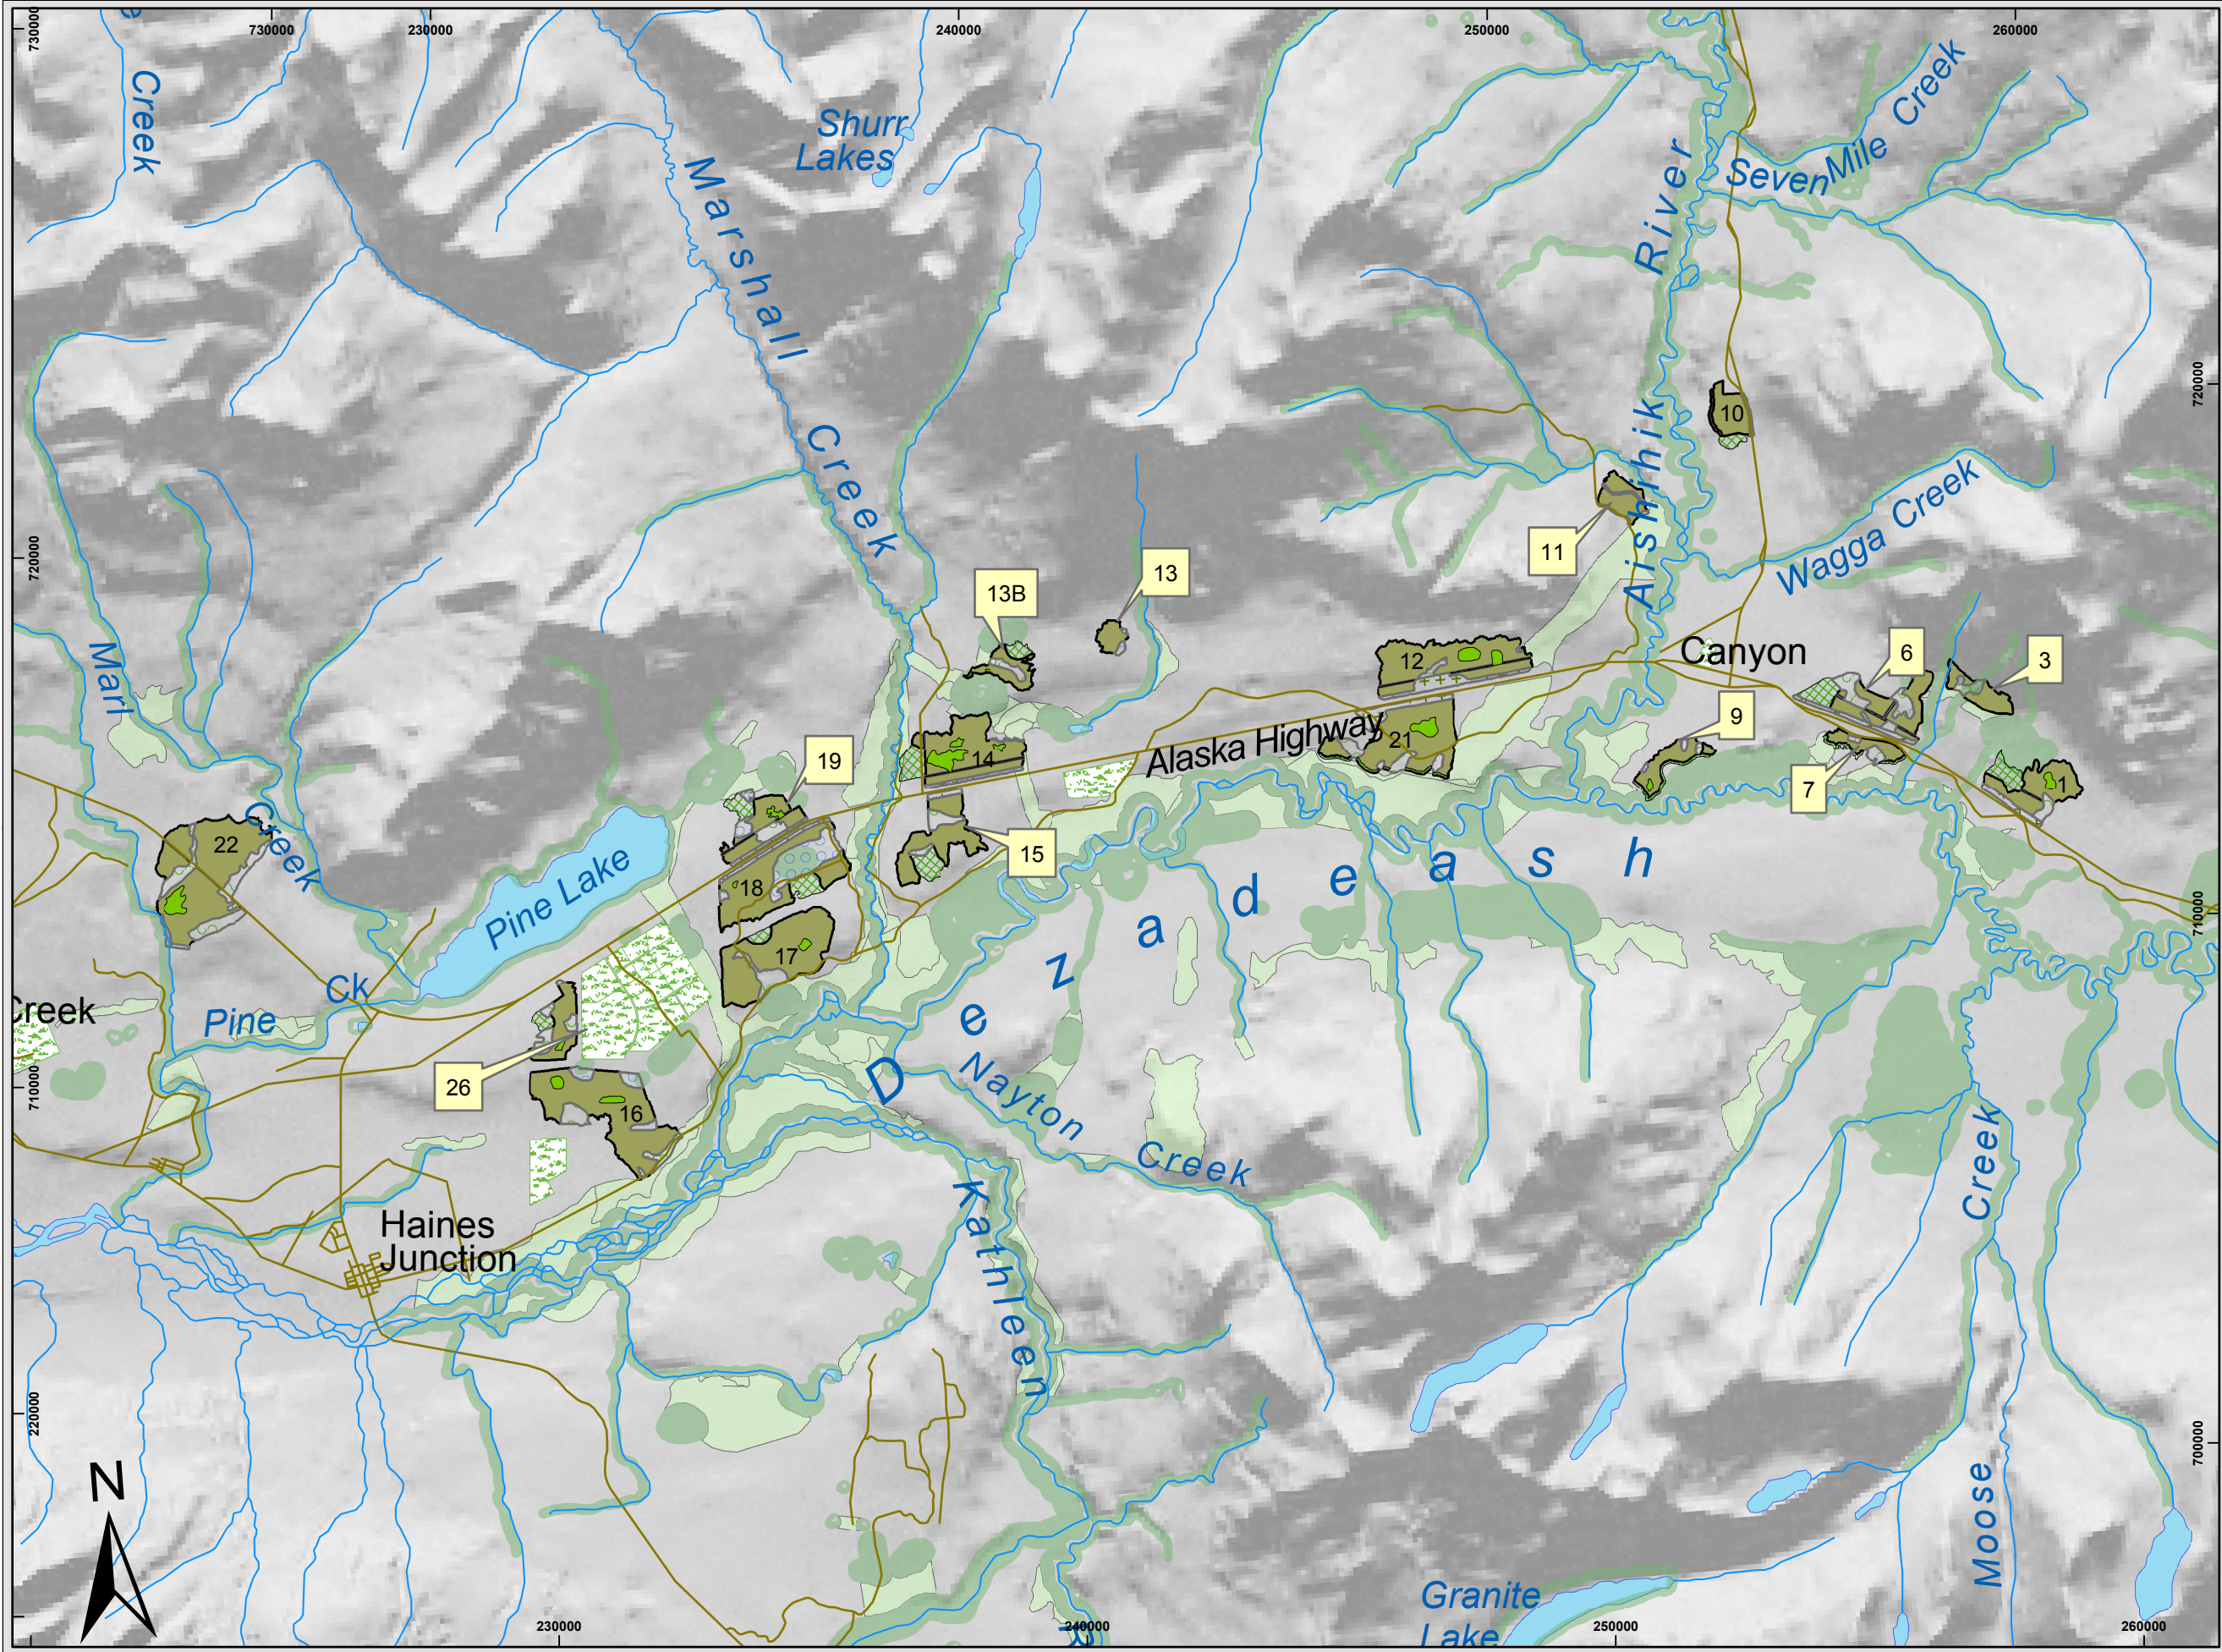 730000
230000
240000
250000
260000
730000
e
Creek
Shurr
Lakes
Marshall
Creek
River
Aishihik
Seven Mile Creek
Wagga Creek
720000
720000
10
11
13
13B
12
Canyon
6
3
9
7
1
21
Alaska Highway
14
15
19
18
17
Marl
Creek
22
Pine Lake
Pine
Ck
Creek
26
16
710000
710000
Dezadeash
Nayton
Creek
Kathleen
R
Haines
Junction
Creek
Moose
220000
700000
N
Granite
Lake
230000
240000
250000
260000